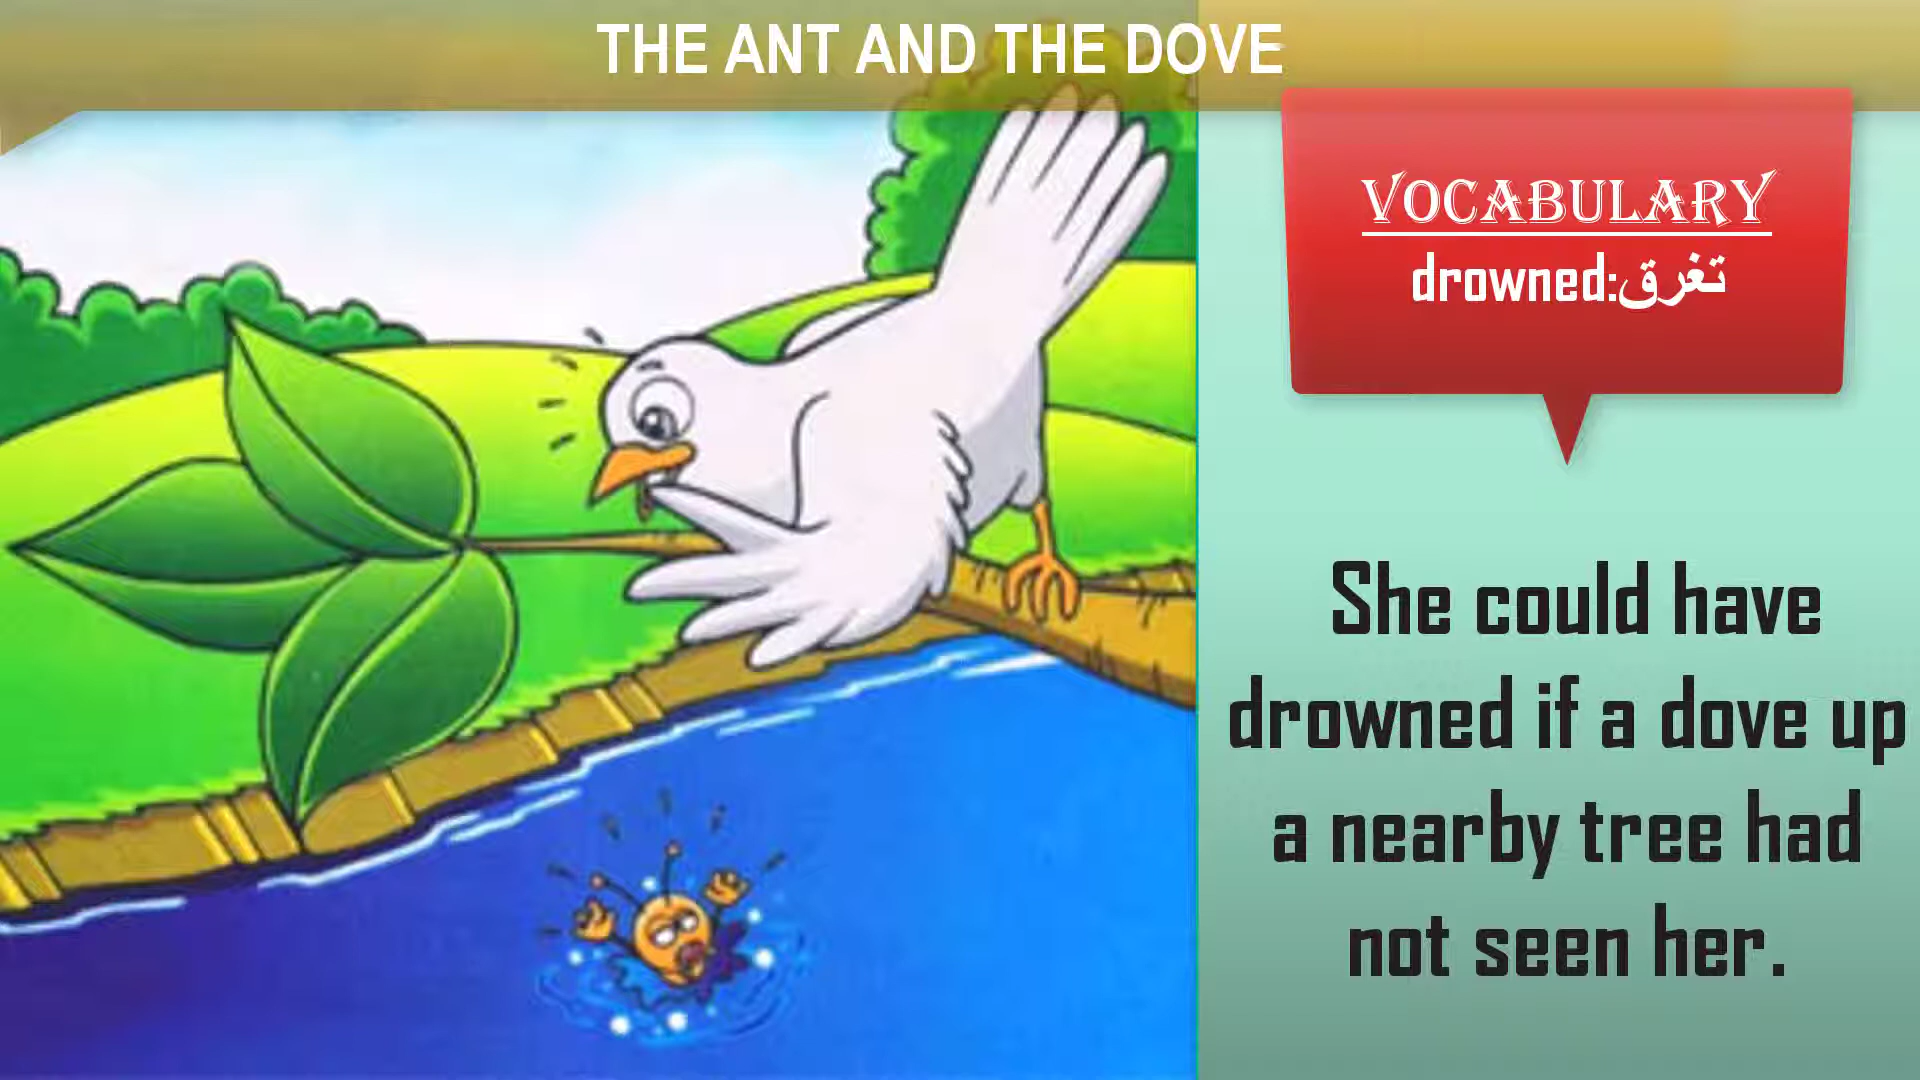 THE ANT AND THE DOVE
VOCABULARY
drowned:تغرق
She could have
drowned if a dove up
a nearby tree had
not seen her.